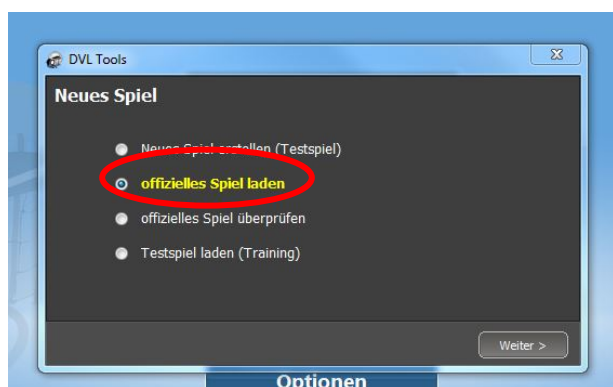 DVL Tools
Neues Spiel
Neues Spiel erstellen (Testspiel)
offizielles Spiel laden
offizielles Spiel überprüfen
Testspiel laden (Training)
Weiter >
Optionen